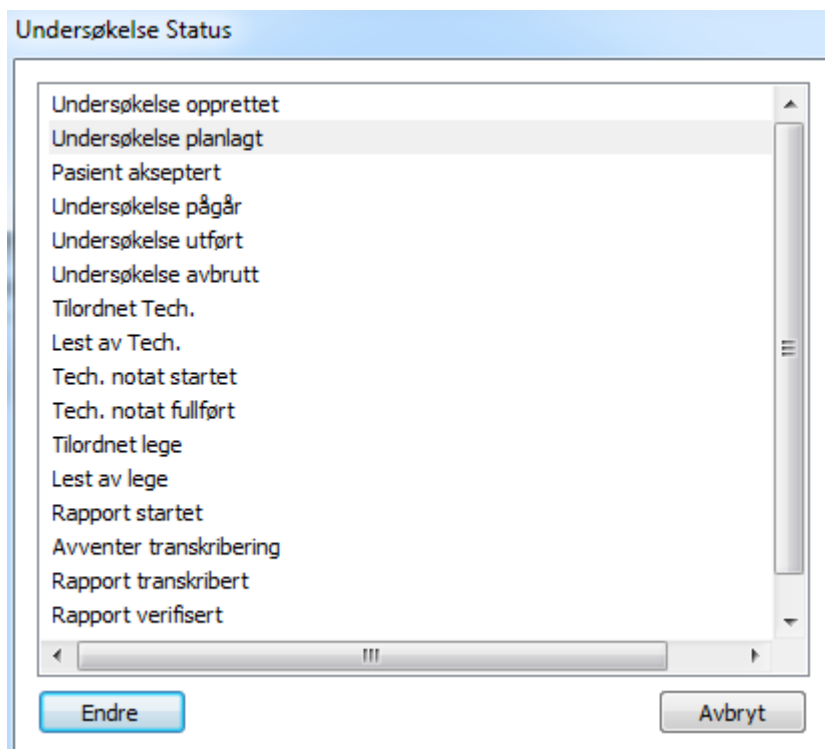 Undersøkelse Status
Undersøkelse opprettet
Undersøkelse planlagt
Pasient akseptert
Undersøkelse pågår
Undersøkelse utført
Undersøkelse avbrutt
Tilordnet Tech.
Lest av Tech.
Tech. notat startet
Tech. notat fullført
Tilordnet lege
Lest av lege
Rapport startet
Avventer transkribering
Rapport transkribert
Rapport verifisert
Endre Avbryt